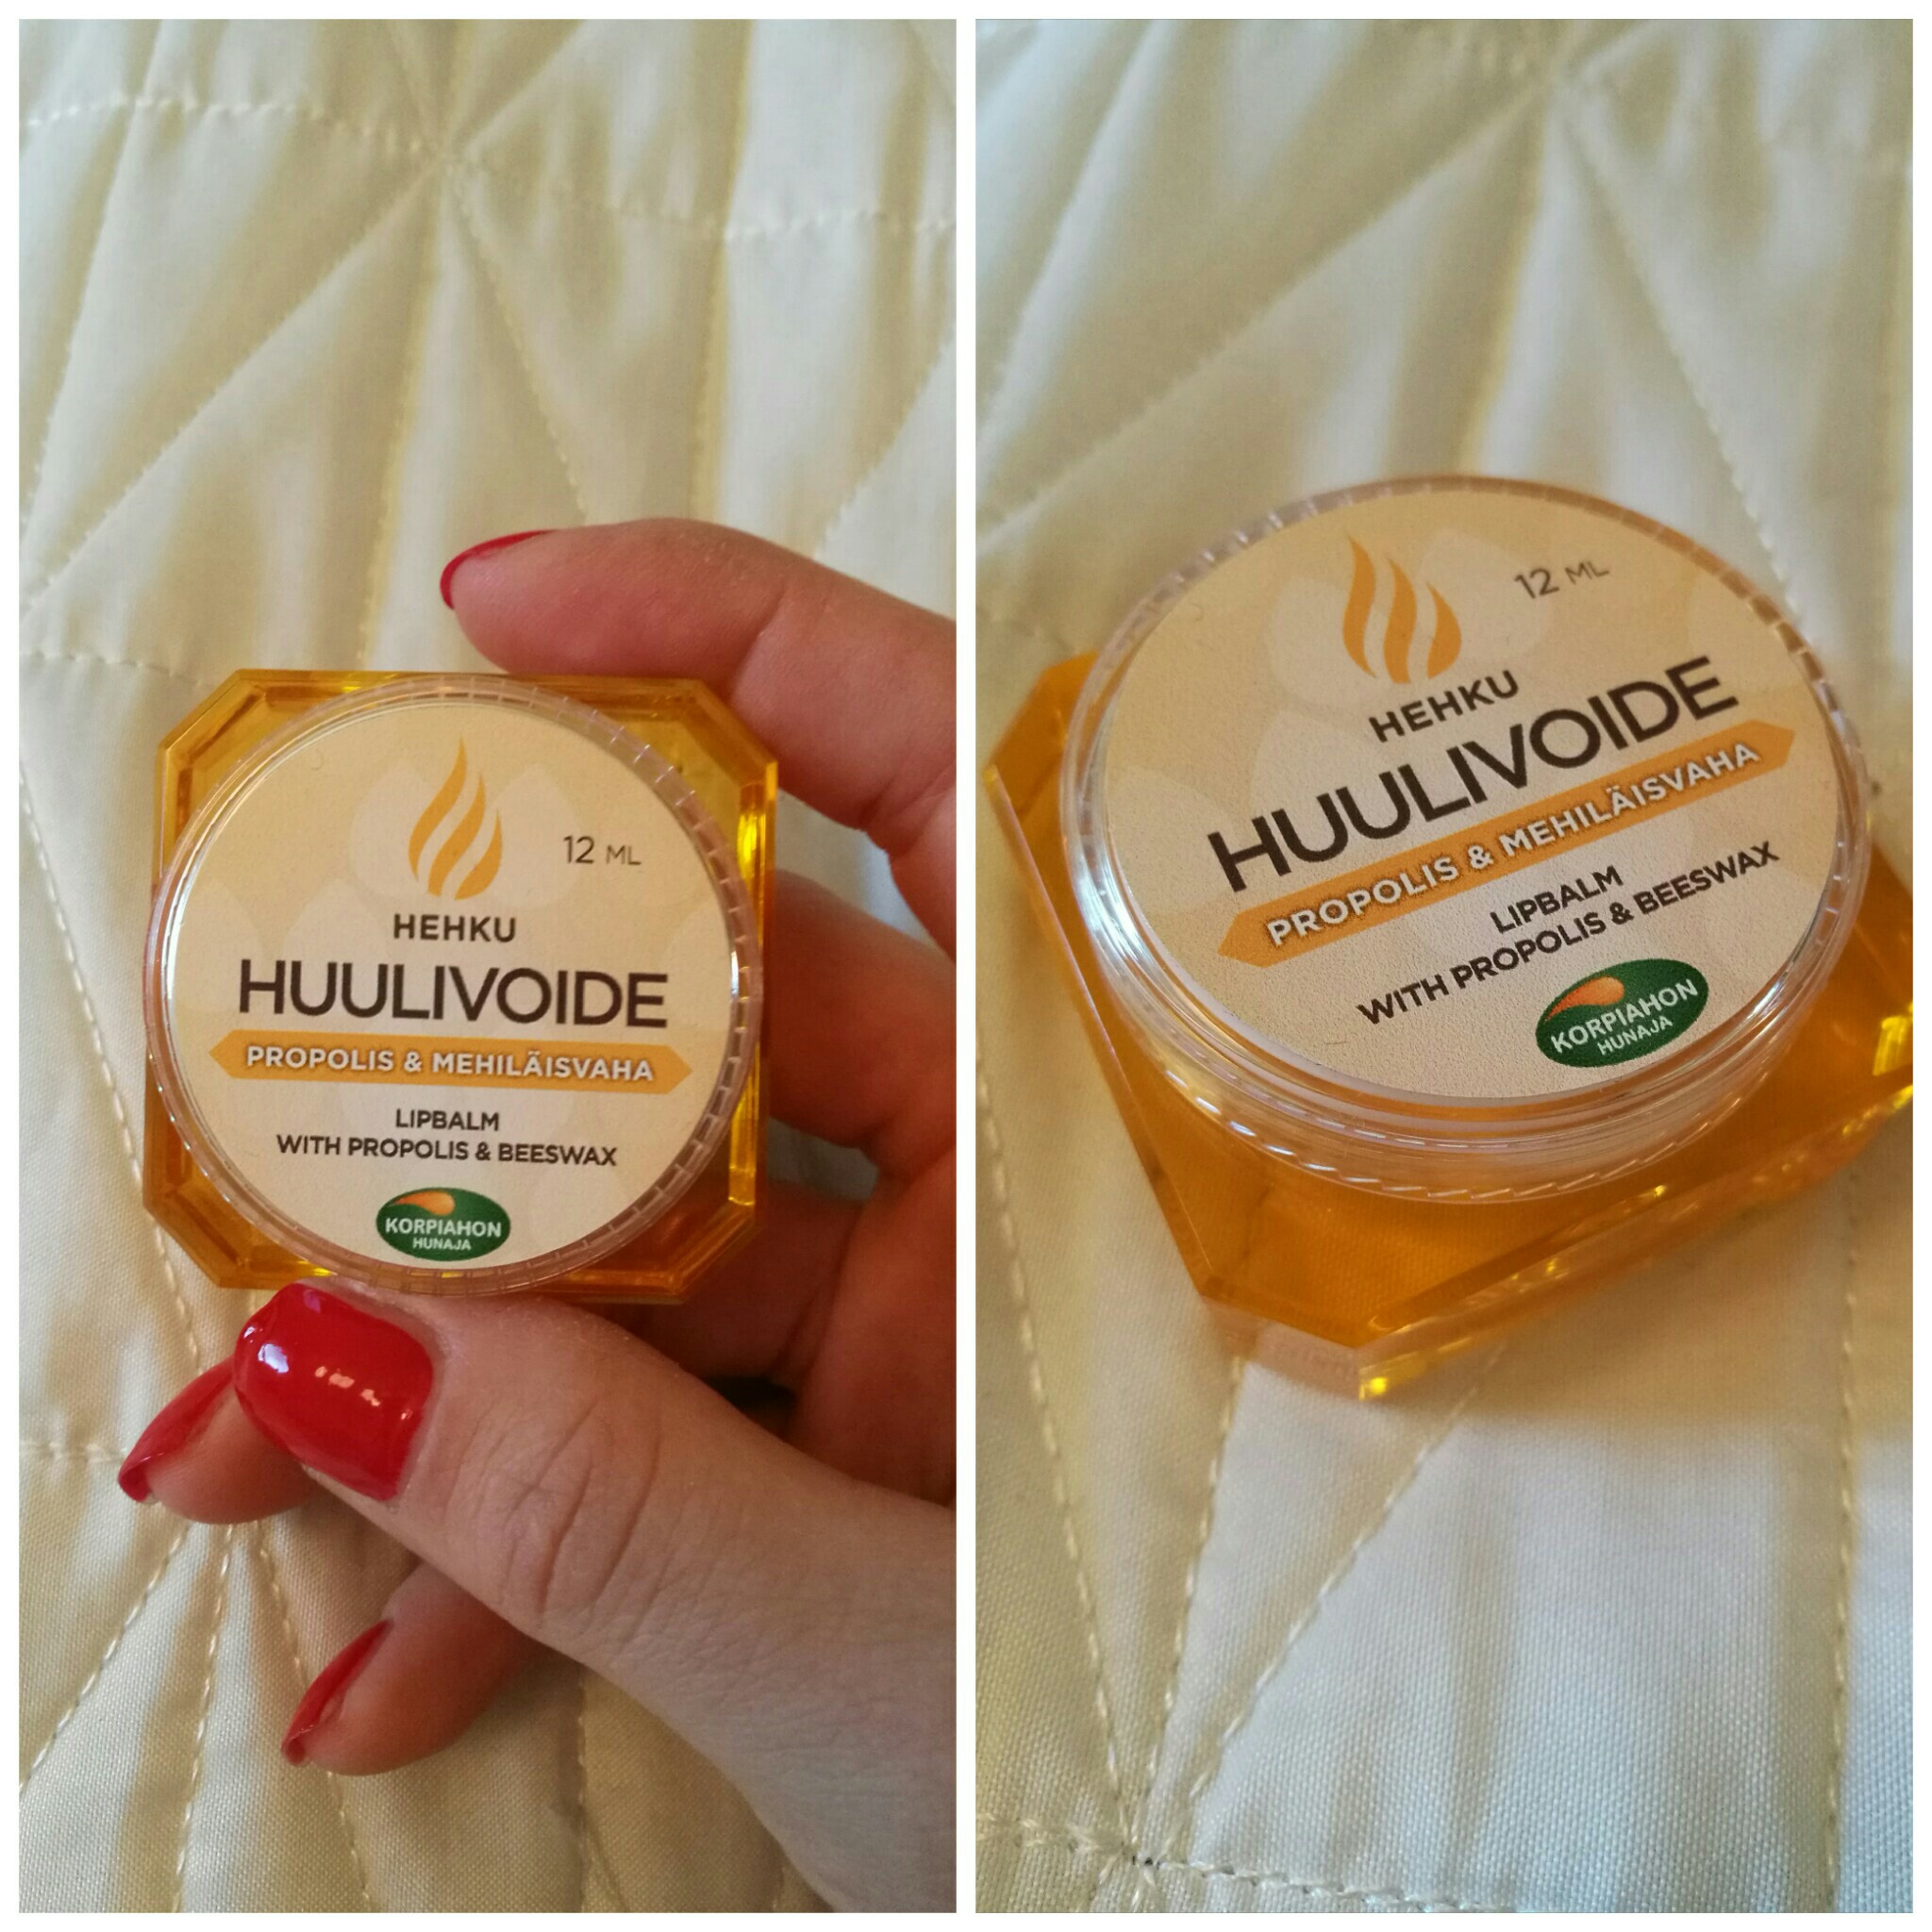 12 ML
HEHKU
HUULIVOIDE
PROPOLIS & MEHILÄISVAHA
LIPBALM
WITH PROPOLIS & BEESWAX
KORPIAHON
HUNAJA
12 ML
HEHKU
HUULIVOIDE
PROPOLIS & MEHILÄISVAHA
LIPBALM
WITH PROPOLIS & BEESWAX
KORPIAHON
HUNAJA